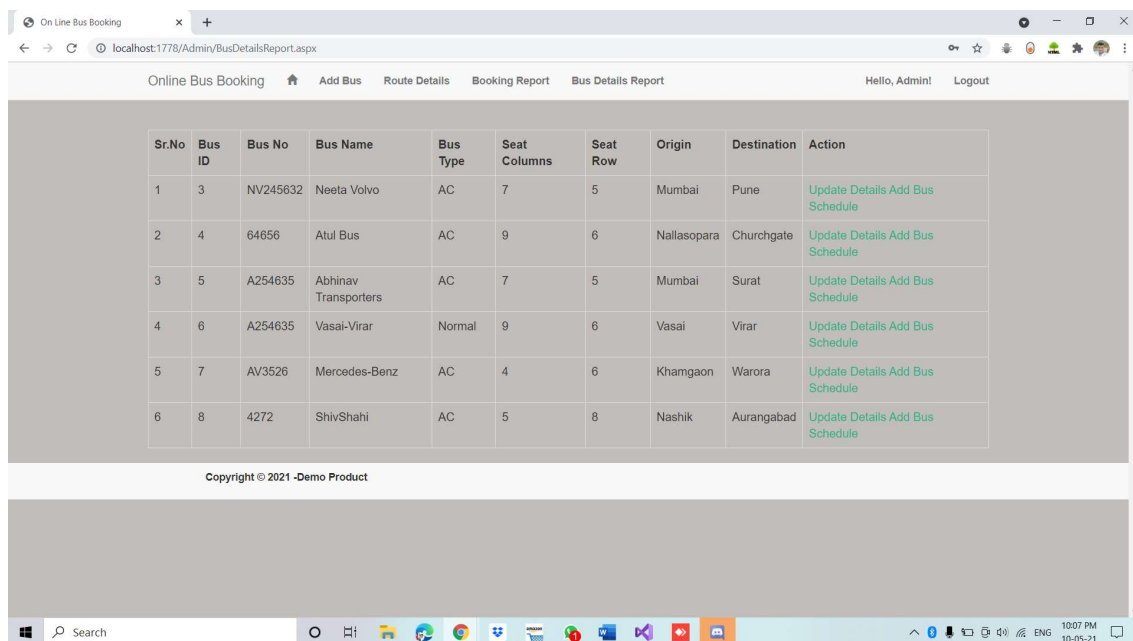 On Line Bus Booking
localhost:1778/Admin/BusDetailsReport.aspx
Online Bus Booking Add Bus Route Details Booking Report Bus Details Report Hello, Admin! Logout
Sr.No Bus ID Bus No Bus Name Bus Type Seat Columns Seat Row Origin Destination Action
1 3 NV245632 Neeta Volvo AC 7 5 Mumbai Pune Update Details Add Bus Schedule
2 4 64656 Atul Bus AC 9 6 Nallasopara Churchgate Update Details Add Bus Schedule
3 5 A254635 Abhinav Transporters AC 7 5 Mumbai Surat Update Details Add Bus Schedule
4 6 A254635 Vasai-Virar Normal 9 6 Vasai Virar Update Details Add Bus Schedule
5 7 AV3526 Mercedes-Benz AC 4 6 Khamgaon Warora Update Details Add Bus Schedule
6 8 4272 ShivShahi AC 5 8 Nashik Aurangabad Update Details Add Bus Schedule
Copyright © 2021 -Demo Product
Search
ENG
10:07 PM
10-05-21